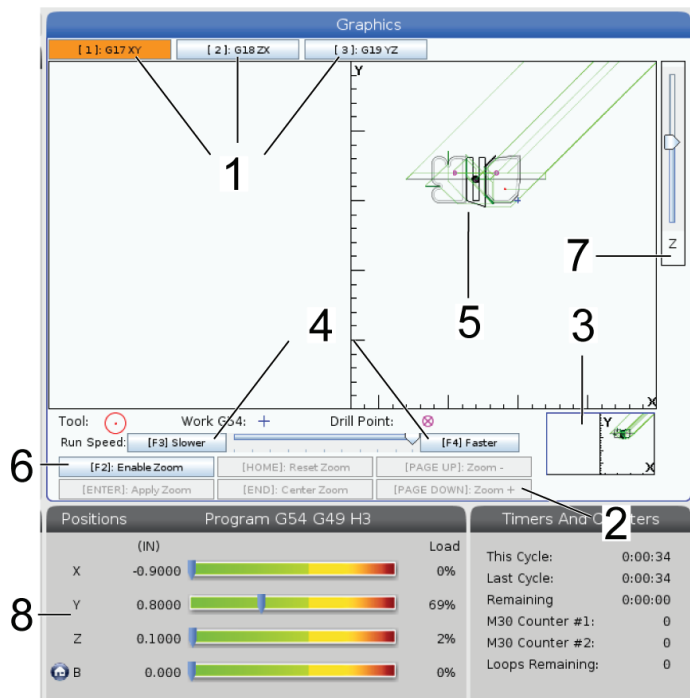 Graphics
[ 1 ]: G17 XY [ 2 ]: G18 ZX [ 3 ]: G19 YZ
1
Y
Z
7
5
4
3
X
Y
X
Tool: Work G54: Drill Point:
Run Speed: [F3] Slower [F4] Faster
6
[F2]: Enable Zoom [HOME]: Reset Zoom [PAGE UP]: Zoom -
[ENTER]: Apply Zoom [END]: Center Zoom [PAGE DOWN]: Zoom +
2
Positions Program G54 G49 H3 Timers And Counters
(IN) Load
X -0.9000 0%
Y 0.8000 69%
Z 0.1000 2%
B 0.000 0%
8
This Cycle: 0:00:34
Last Cycle: 0:00:34
Remaining 0:00:00
M30 Counter #1: 0
M30 Counter #2: 0
Loops Remaining: 0